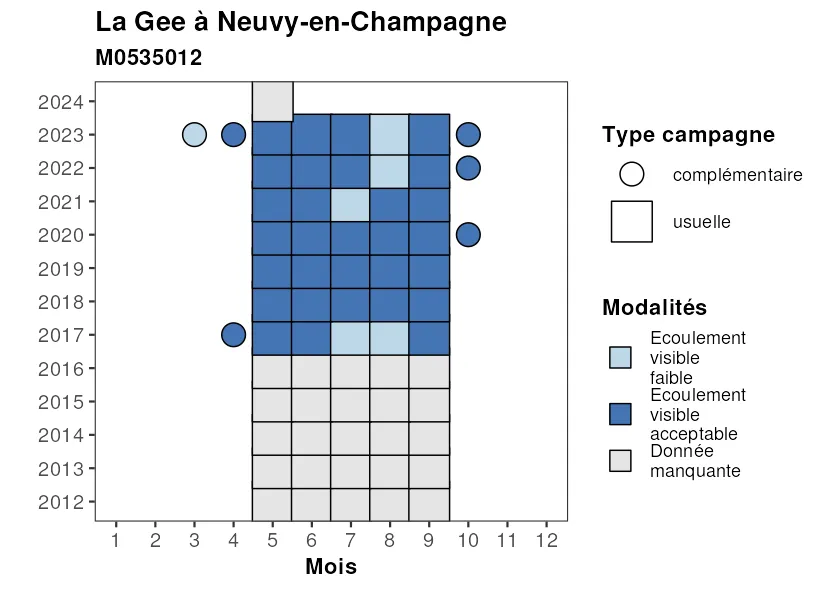 La Gee à Neuvy-en-Champagne
M0535012
2024
2023
2022
2021
2020
2019
2018
2017
2016
2015
2014
2013
2012
1 2 3 4 5 6 7 8 9 10 11 12
Mois
Type campagne
complémentaire
usuelle
Modalités
Ecoulement
visible
faible
Ecoulement
visible
acceptable
Donnée
manquante